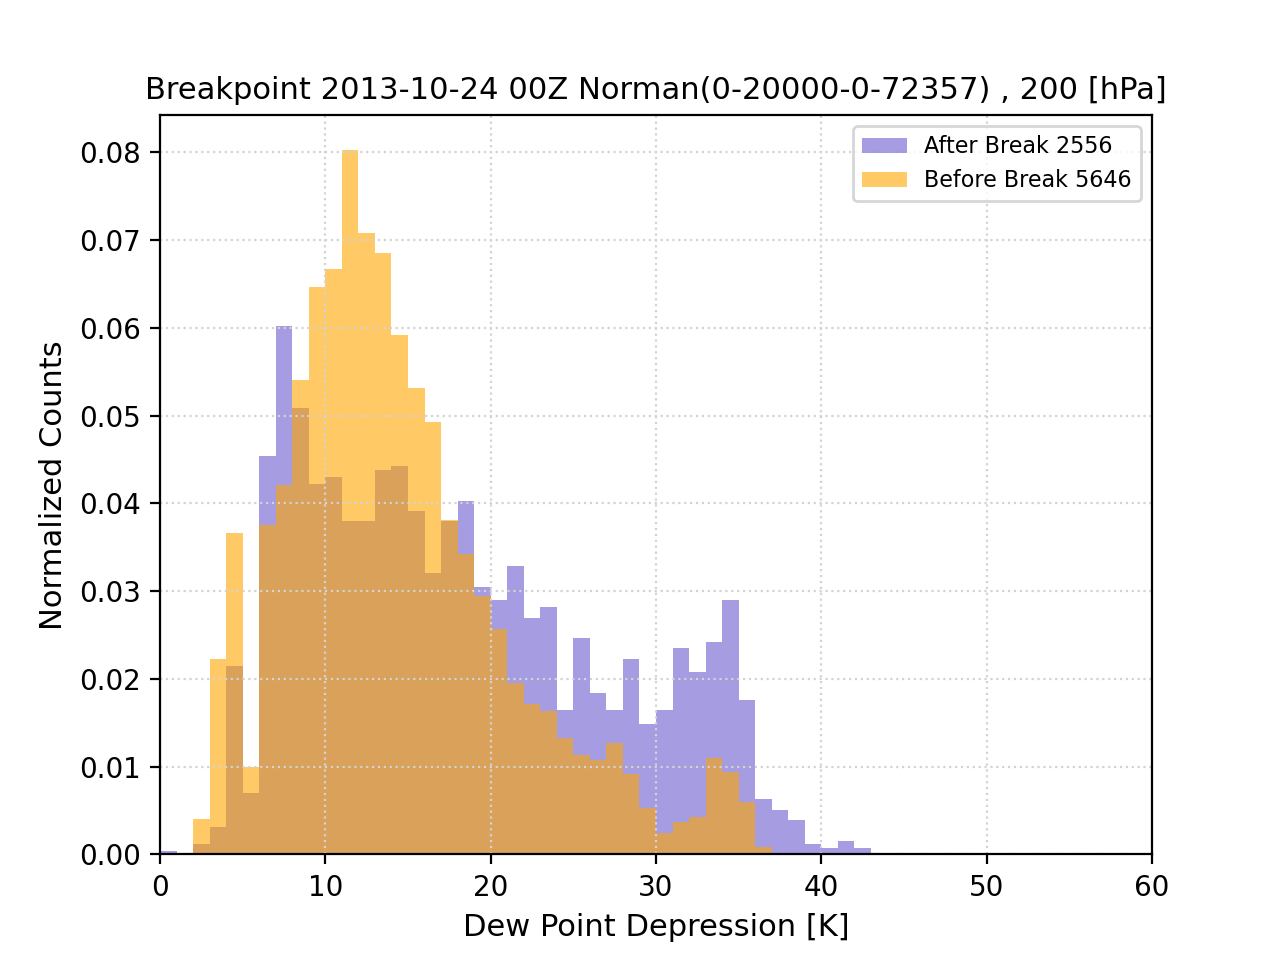 Breakpoint 2013-10-24 00Z Norman(0-20000-0-72357) , 200 [hPa]
After Break 2556
Before Break 5646
0.08
0.07
0.06
0.05
0.04
0.03
0.02
0.01
0.00
Normalized Counts
0 10 20 30 40 50 60
Dew Point Depression [K]